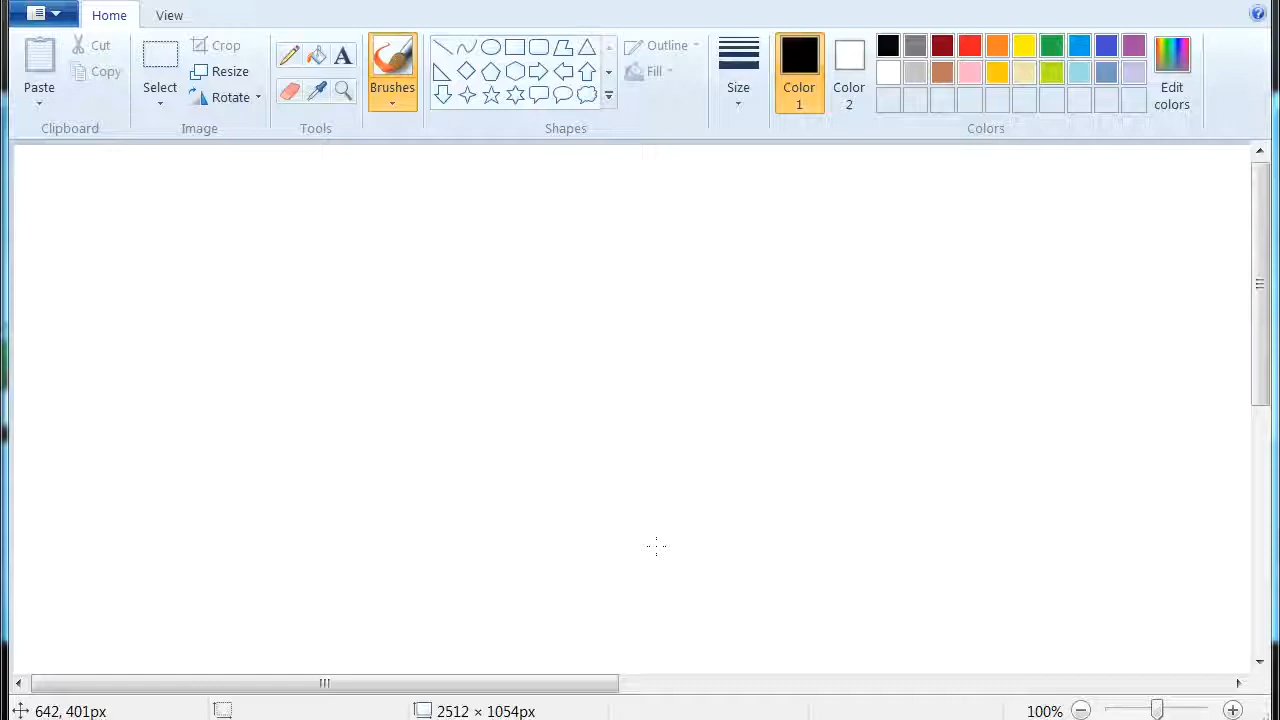 Home View
Paste
Cut
Copy
Clipboard
Select
Crop
Resize
Rotate
Image
A
Tools
Brushes
Outline
Fill
Shapes
Size
Color 1
Color 2
Edit colors
Colors
642, 401px
2512 × 1054px
100%